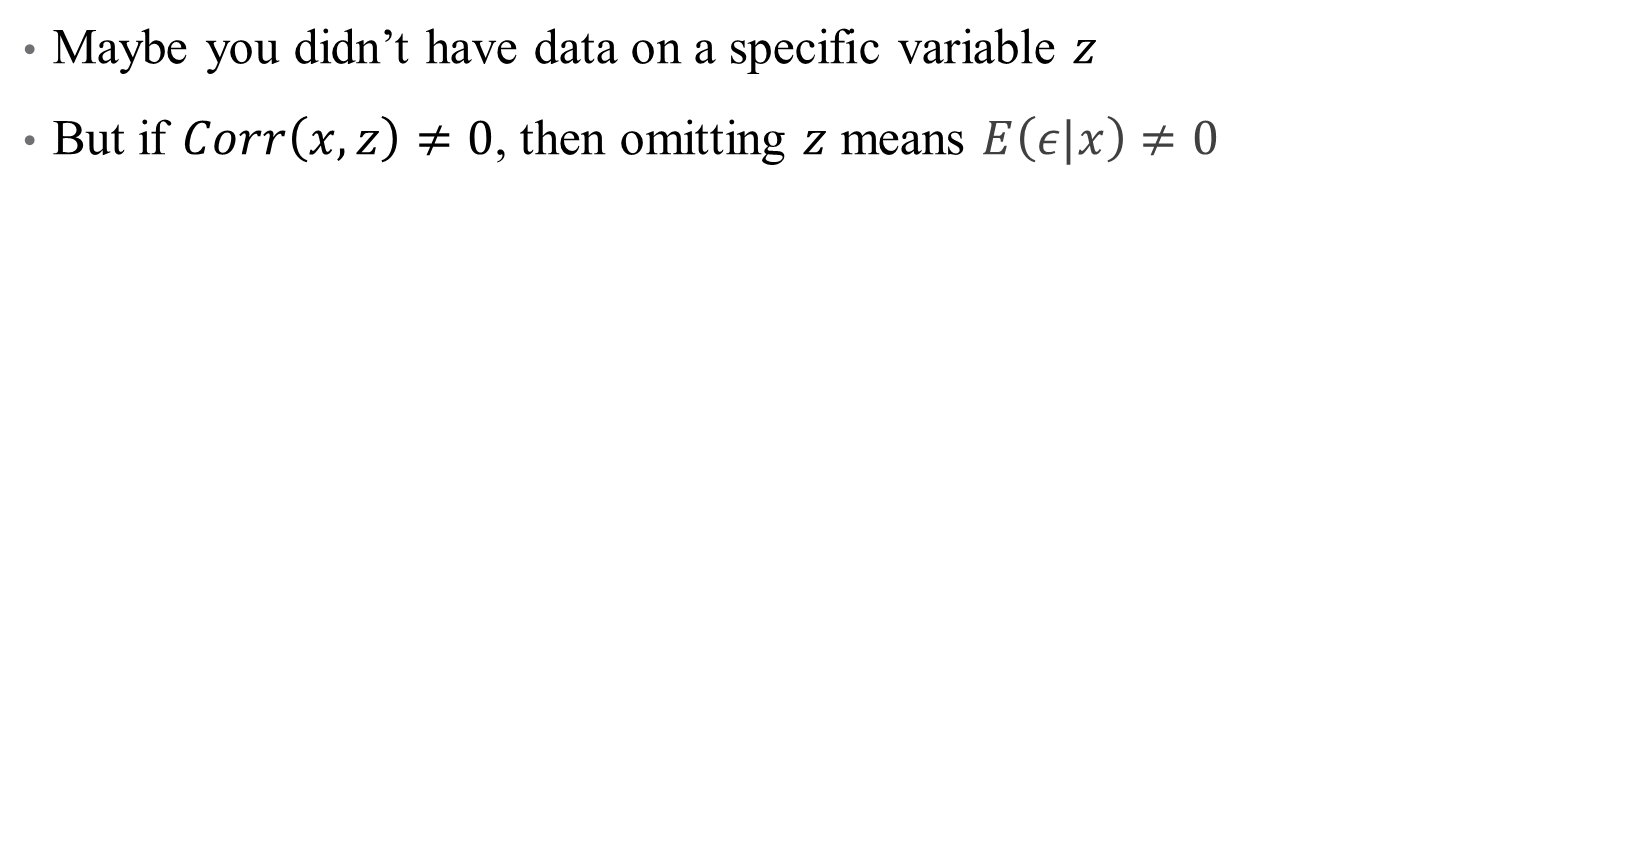 • Maybe you didn’t have data on a specific variable 𝑧
• But if 𝐶𝑜𝑟𝑟(𝑥, 𝑧) ≠ 0, then omitting 𝑧 means 𝐸(𝜖|𝑥) ≠ 0